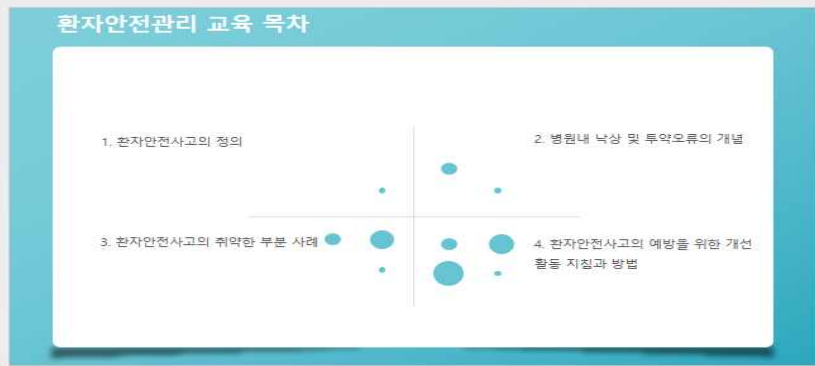 환자안전관리 교육 목차
1. 환자안전사고의 정의
2. 병원내 낙상 및 투약오류의 개념
3. 환자안전사고의 취약한 부분 사례
4. 환자안전사고의 예방을 위한 개선
활동 지침과 방법